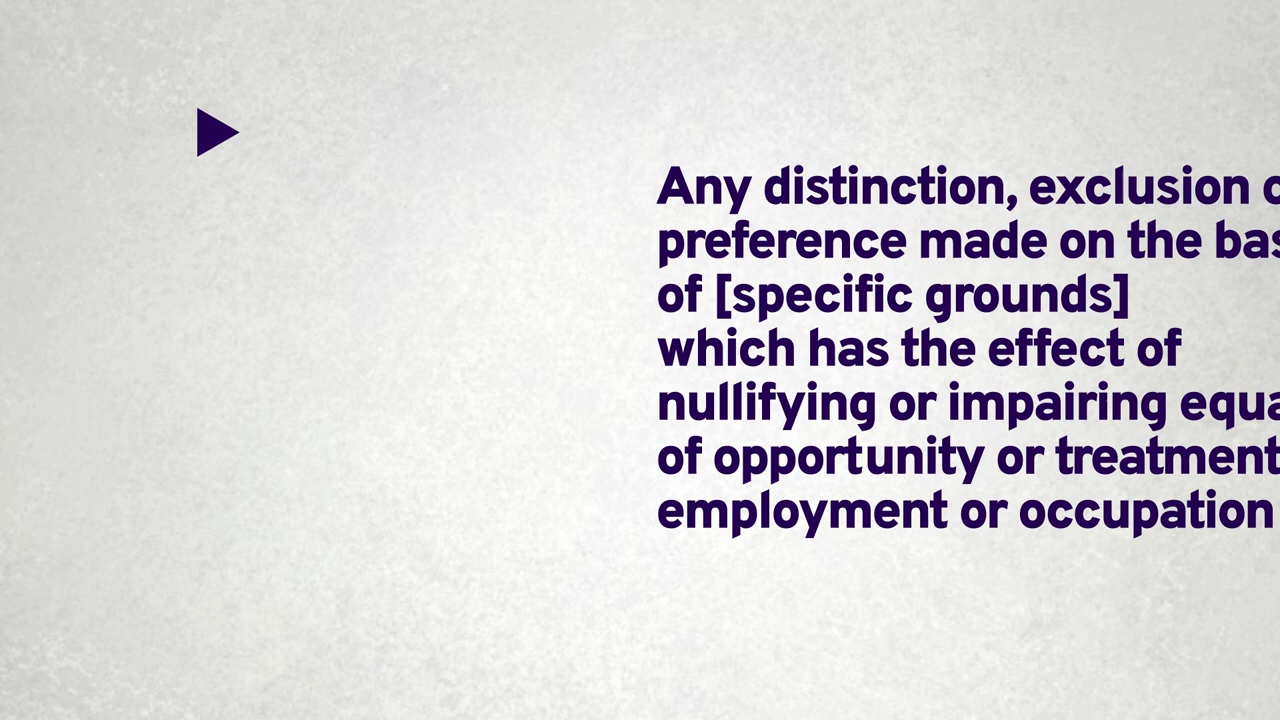 Any distinction, exclusion
preference made on the
of [specific grounds]
which has the effect of
nullifying or impairing
of opportunity or treatment
employment or occupation